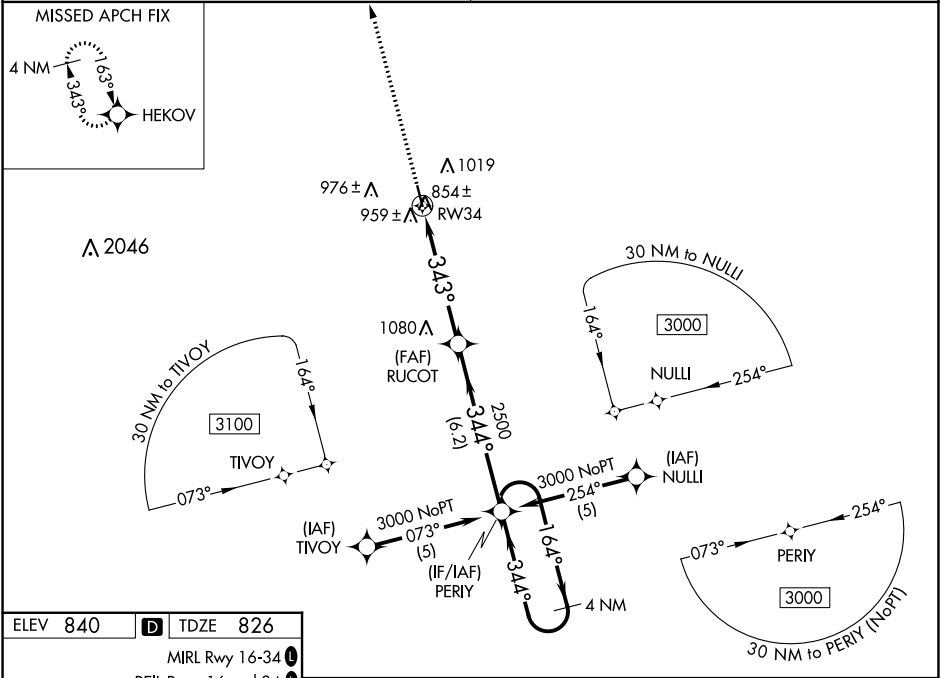 MISSED APCH FIX
4 NM
163°
343°
HEKOV
1019
976±
854±
959±
RW34
2046
343°
30 NM to NULLI
164°
3000
NULLI
254°
1080
(FAF)
RUCOT
30 NM to TIVOY
164°
3100
TIVOY
073°
344°
2500
(6.2)
(IAF)
NULLI
3000 NoPT
254°
(5)
(IAF)
TIVOY
3000 NoPT
073°
(5)
(IF/IAF)
PERIY
344°
164°
4 NM
073°
254°
PERIY
3000
30 NM to PERIY (NoPT)
ELEV 840 D TDZE 826
MIRL Rwy 16-34 L